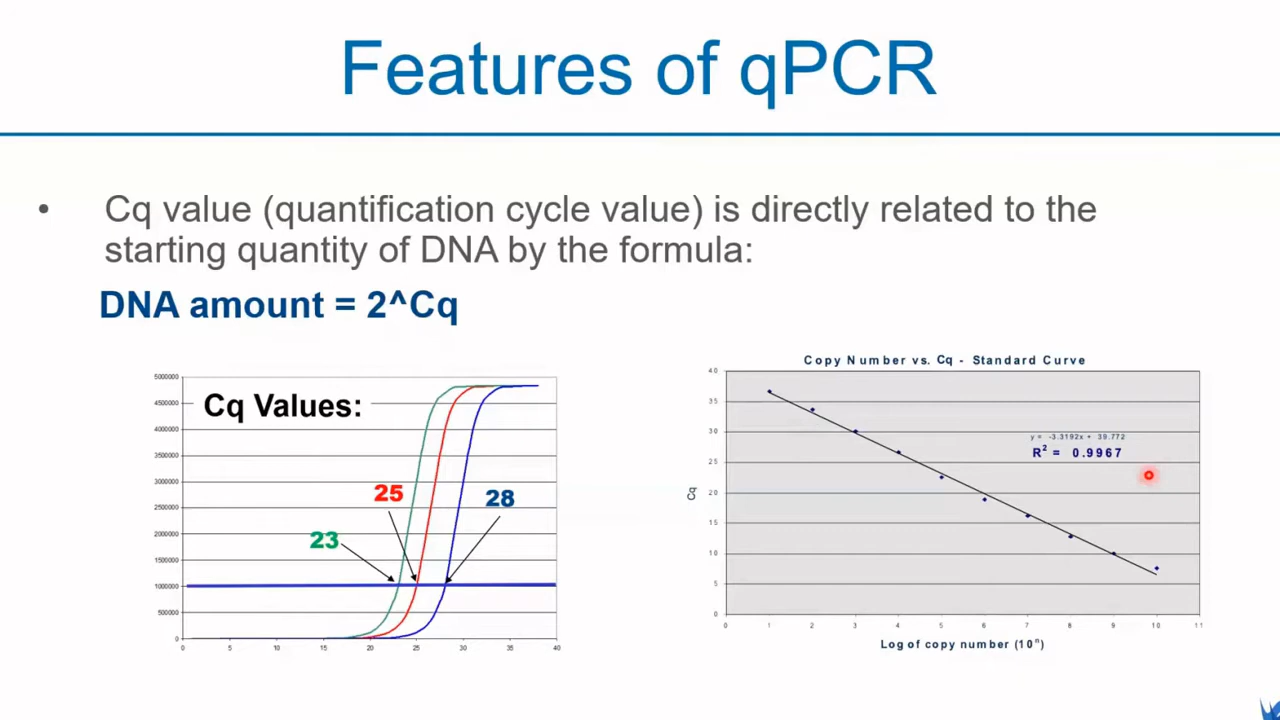 Features of qPCR
• Cq value (quantification cycle value) is directly related to the
starting quantity of DNA by the formula:
DNA amount = 2^Cq
Cq Values:
5000000
4500000
4000000
3500000
3000000
2500000
2000000
1500000
1000000
500000
0
0 5 10 15 20 25 30 35 40
23
25
28
Copy Number vs. Cq - Standard Curve
y = -3.3192x + 39.772
R² = 0.9967
Cq
40
35
30
25
20
15
10
5
0
0 1 2 3 4 5 6 7 8 9 10 11
Log of copy number (10ⁿ)